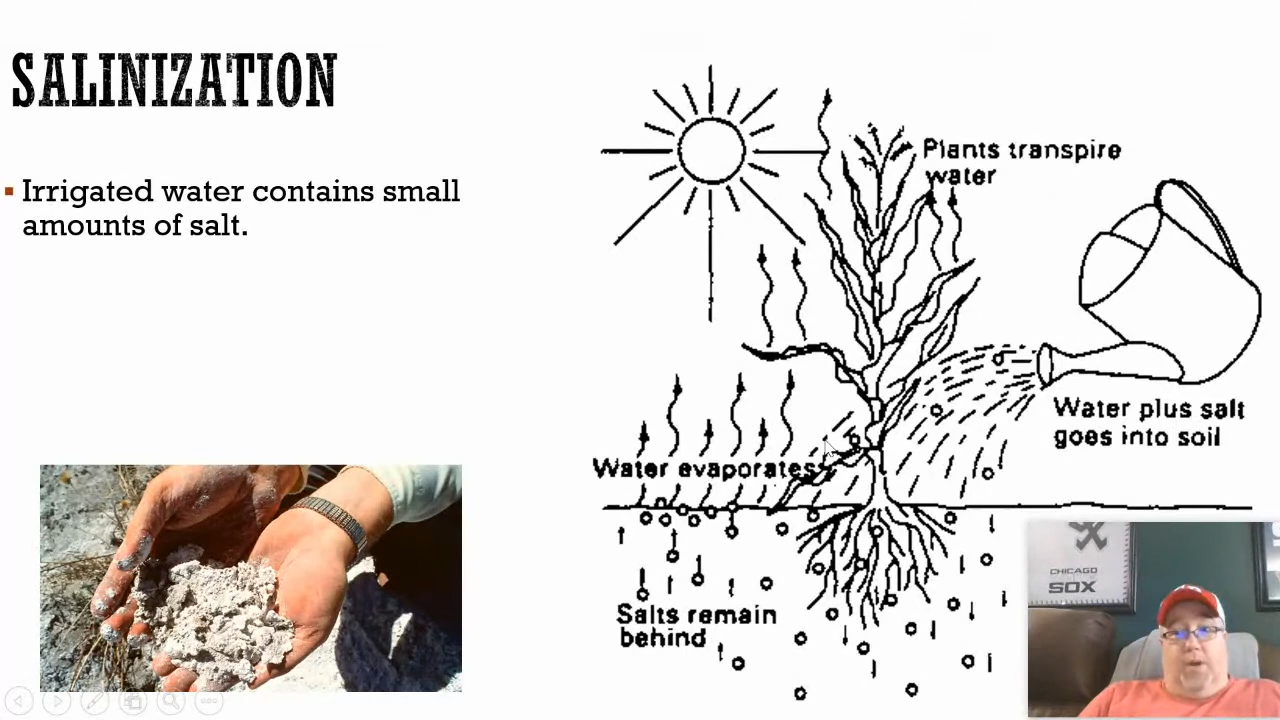 SALINIZATION
Irrigated water contains small
amounts of salt.
Plants transpire
water
Water plus salt
goes into soil
Water evaporates
Salts remain
behind
CHICAGO
SOX